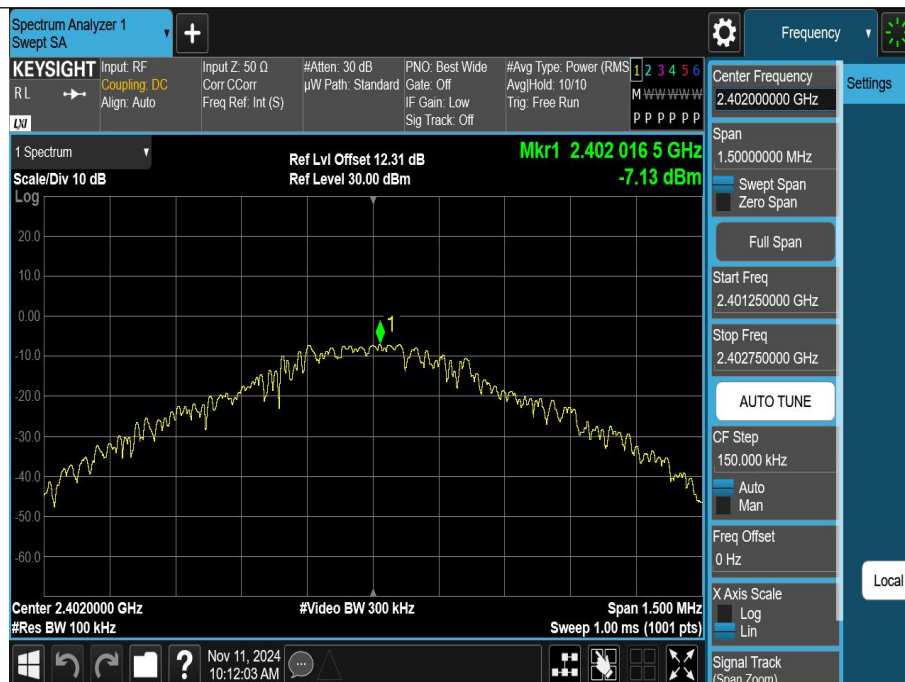 Spectrum Analyzer 1
Swept SA
+
Frequency
KEYSIGHT
RL
LXI
Input: RF
Coupling: DC
Align: Auto
Input Z: 50 Ω
Corr CCorr
Freq Ref: Int (S)
#Atten: 30 dB
µW Path: Standard
PNO: Best Wide
Gate: Off
IF Gain: Low
Sig Track: Off
#Avg Type: Power (RMS
Avg|Hold: 10/10
Trig: Free Run
1 2 3 4 5 6
M W W W W W
P P P P P P
1 Spectrum
Scale/Div 10 dB
Log
Ref Lvl Offset 12.31 dB
Ref Level 30.00 dBm
Mkr1 2.402 016 5 GHz
-7.13 dBm
20.0
10.0
0.00
-10.0
-20.0
-30.0
-40.0
-50.0
-60.0
1
Center 2.4020000 GHz
#Res BW 100 kHz
#Video BW 300 kHz
Span 1.500 MHz
Sweep 1.00 ms (1001 pts)
Center Frequency
2.402000000 GHz
Span
1.50000000 MHz
Swept Span
Zero Span
Full Span
Start Freq
2.401250000 GHz
Stop Freq
2.402750000 GHz
AUTO TUNE
CF Step
150.000 kHz
Auto
Man
Freq Offset
0 Hz
X Axis Scale
Log
Lin
Signal Track
(Span Zoom)
Settings
Local
?
Nov 11, 2024
10:12:03 AM